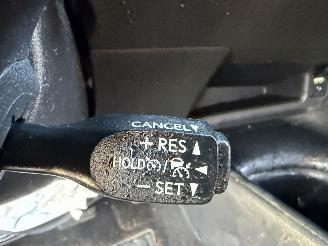 CANCEL▼
+RES▲
HOLD / ◀
−SET▼